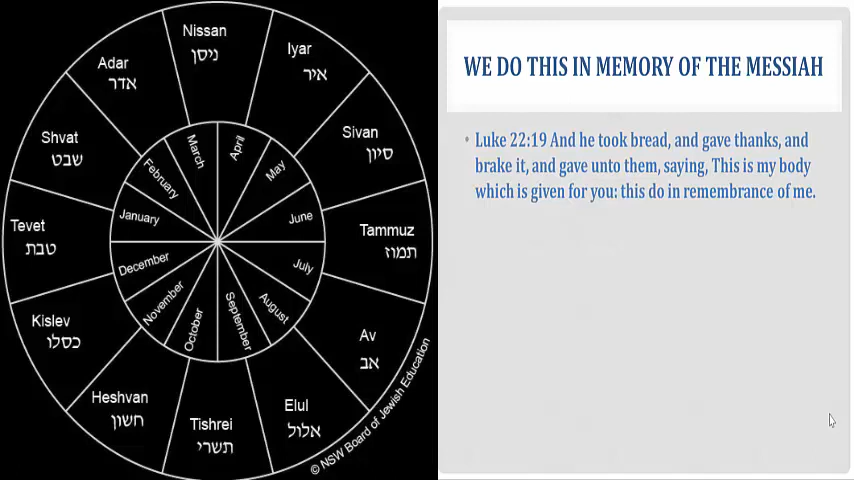 Nissan
ניסן
Iyar
איר
Sivan
סיון
Tammuz
תמוז
Av
אב
Elul
אלול
Tishrei
תשרי
Heshvan
חשון
Kislev
כסלו
Tevet
טבת
Shvat
שבט
Adar
אדר
March
April
May
June
July
August
September
October
November
December
January
February
© NSW Board of Jewish Education
WE DO THIS IN MEMORY OF THE MESSIAH
• Luke 22:19 And he took bread, and gave thanks, and
brake it, and gave unto them, saying, This is my body
which is given for you: this do in remembrance of me.